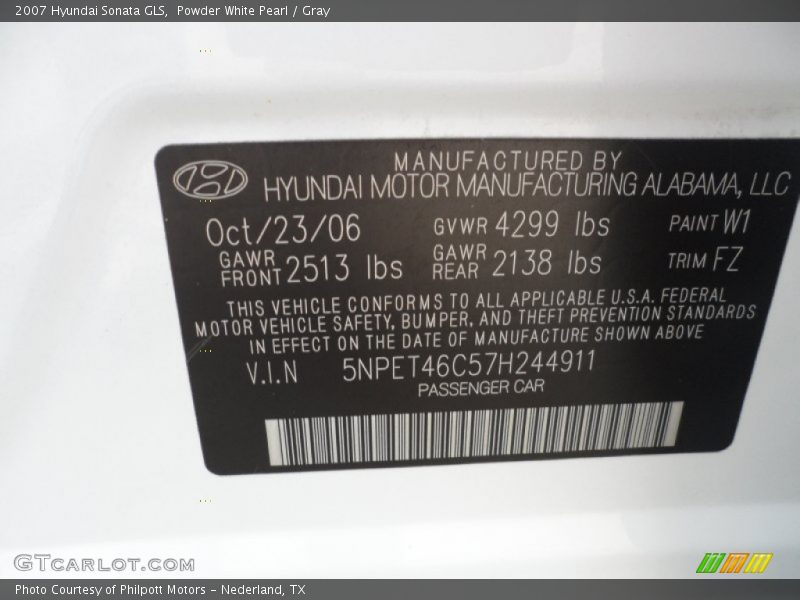 2007 Hyundai Sonata GLS, Powder White Pearl / Gray
MANUFACTURED BY
HYUNDAI MOTOR MANUFACTURING ALABAMA, LLC
Oct/23/06 GVWR 4299 lbs PAINT W1
GAWR FRONT 2513 lbs GAWR REAR 2138 lbs TRIM FZ
THIS VEHICLE CONFORMS TO ALL APPLICABLE U.S.A. FEDERAL
MOTOR VEHICLE SAFETY, BUMPER, AND THEFT PREVENTION STANDARDS
IN EFFECT ON THE DATE OF MANUFACTURE SHOWN ABOVE
V.I.N 5NPET46C57H244911
PASSENGER CAR
GTCARLOT.COM
Photo Courtesy of Philpott Motors - Nederland, TX